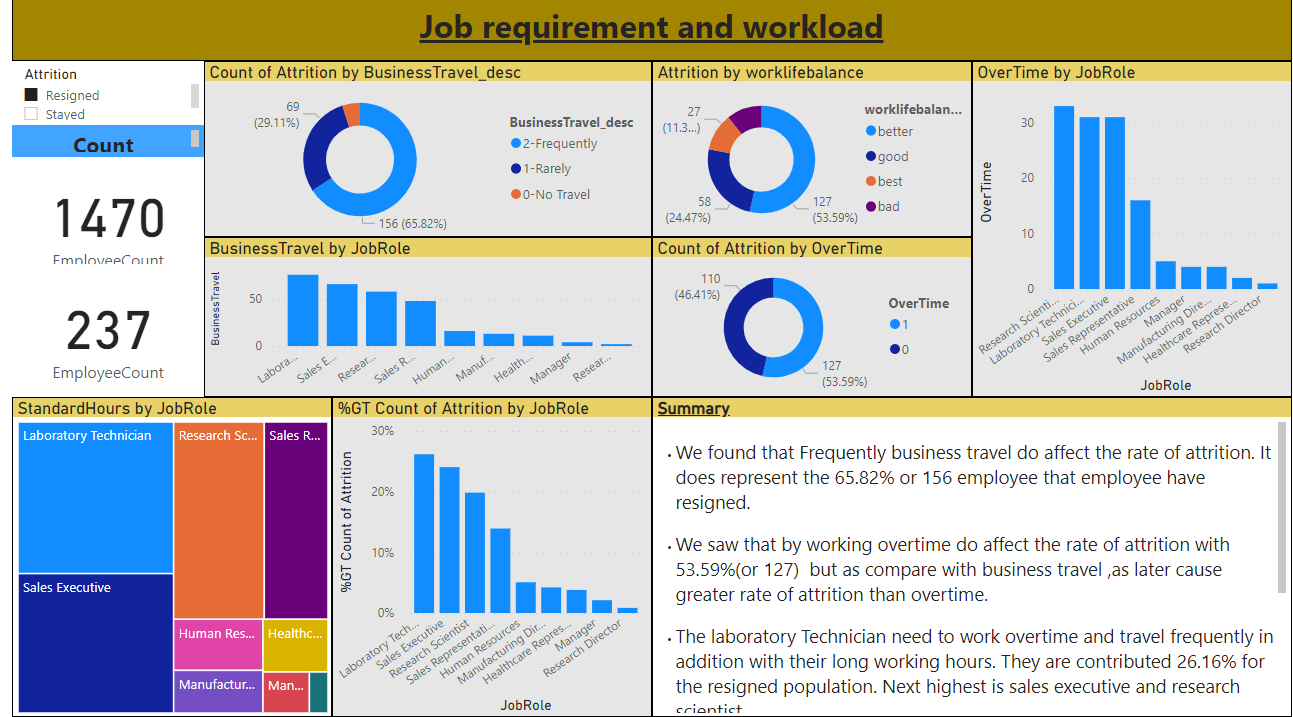 Job requirement and workload
Attrition
Resigned
Stayed
Count
1470
EmployeeCount
237
EmployeeCount
Count of Attrition by BusinessTravel_desc
69
(29.11%)
156 (65.82%)
BusinessTravel_desc
2-Frequently
1-Rarely
0-No Travel
Attrition by worklifebalance
27
(11.3...)
58
(24.47%)
127
(53.59%)
worklifebalan...
better
good
best
bad
OverTime by JobRole
OverTime
30
20
10
0
Research Scienti...
Laboratory Technici...
Sales Executive
Sales Representative
Human Resources
Manager
Manufacturing Dire...
Healthcare Represe...
Research Director
JobRole
BusinessTravel by JobRole
BusinessTravel
50
0
Labora...
Sales E...
Resear...
Sales R...
Human...
Manuf...
Health...
Manager
Resear...
Count of Attrition by OverTime
110
(46.41%)
127
(53.59%)
OverTime
1
0
StandardHours by JobRole
Laboratory Technician
Research Sc...
Sales R...
Sales Executive
Human Res...
Healthc...
Manufactur...
Man...
%GT Count of Attrition by JobRole
%GT Count of Attrition
30%
20%
10%
0%
Laboratory Tech...
Sales Executive
Research Scientist
Sales Representati...
Human Resources
Manufacturing Dir...
Healthcare Repres...
Manager
Research Director
JobRole
Summary
• We found that Frequently business travel do affect the rate of attrition. It
does represent the 65.82% or 156 employee that employee have
resigned.
• We saw that by working overtime do affect the rate of attrition with
53.59%(or 127)  but as compare with business travel ,as later cause
greater rate of attrition than overtime.
• The laboratory Technician need to work overtime and travel frequently in
addition with their long working hours. They are contributed 26.16% for
the resigned population. Next highest is sales executive and research
scientist